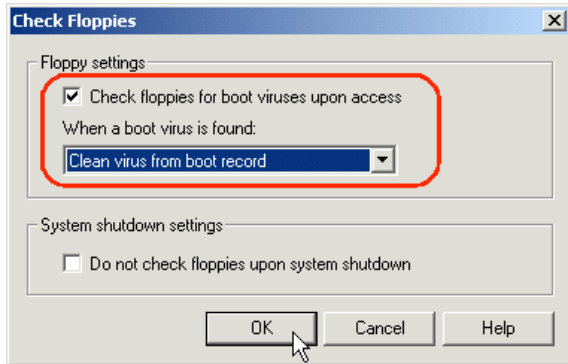 Check Floppies
Floppy settings
Check floppies for boot viruses upon access
When a boot virus is found:
Clean virus from boot record
System shutdown settings
Do not check floppies upon system shutdown
OK Cancel Help